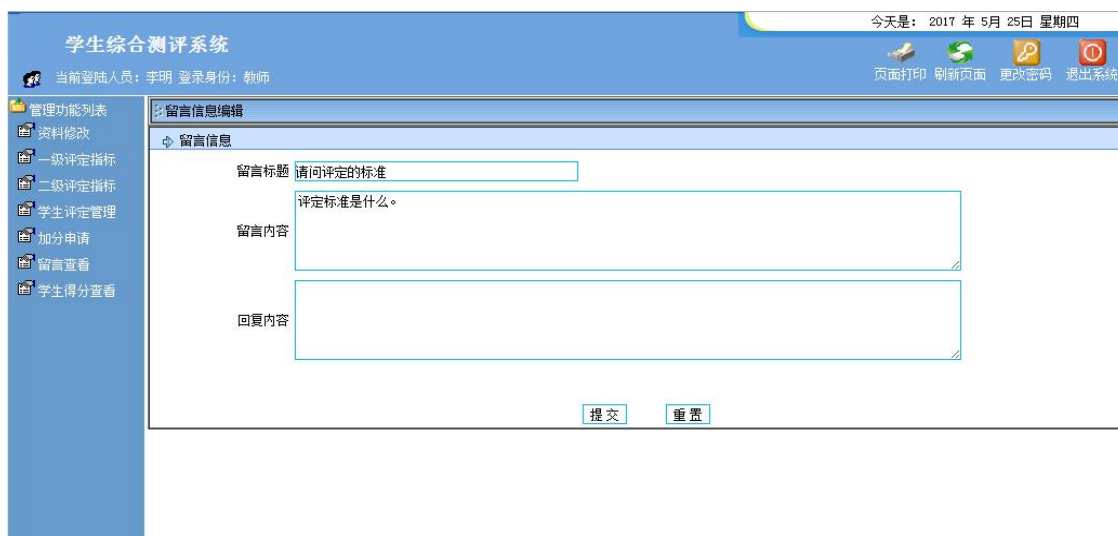 今天是: 2017 年 5月 25日 星期四
学生综合测评系统
当前登陆人员: 李明 登录身份: 教师
页面打印 刷新页面 更改密码 退出系统
管理功能列表
资料修改
一级评定指标
二级评定指标
学生评定管理
加分申请
留言查看
学生得分查看
留言信息编辑
留言信息
留言标题 请问评定的标准
留言内容 评定标准是什么。
回复内容
提交 重置